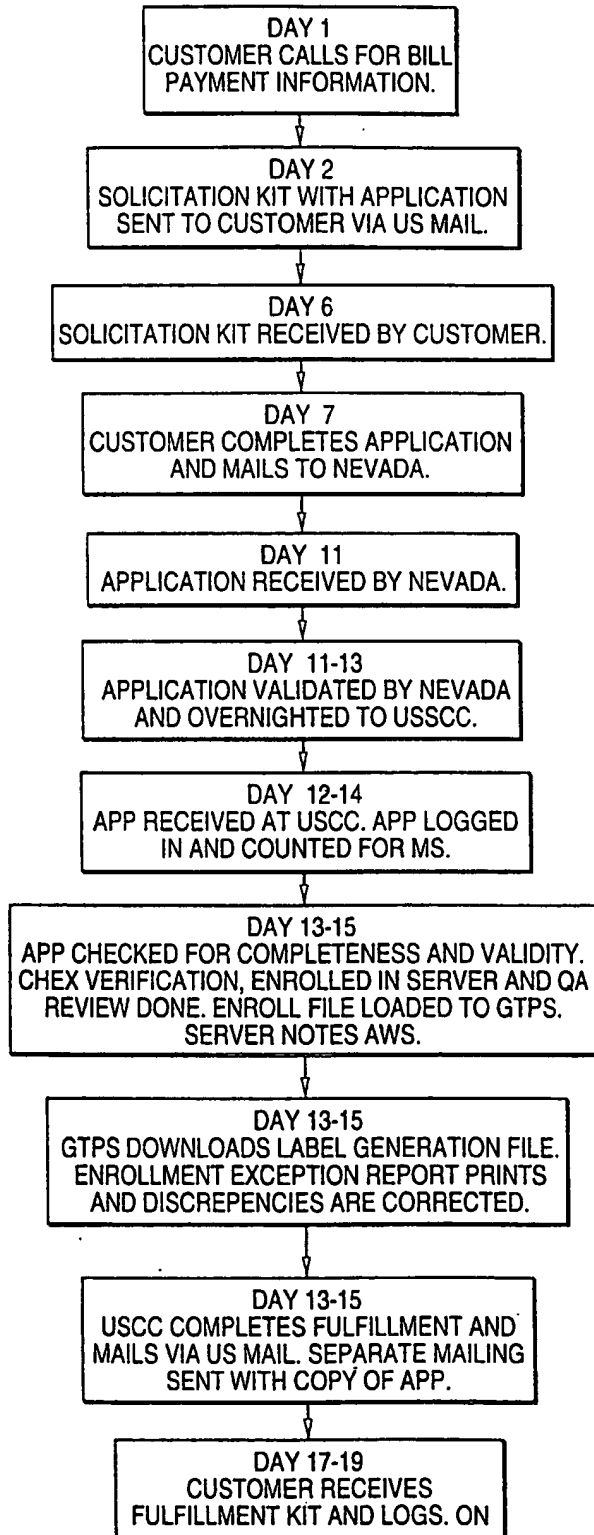 DAY 1
CUSTOMER CALLS FOR BILL
PAYMENT INFORMATION.
DAY 2
SOLICITATION KIT WITH APPLICATION
SENT TO CUSTOMER VIA US MAIL.
DAY 6
SOLICITATION KIT RECEIVED BY CUSTOMER.
DAY 7
CUSTOMER COMPLETES APPLICATION
AND MAILS TO NEVADA.
DAY 11
APPLICATION RECEIVED BY NEVADA.
DAY 11-13
APPLICATION VALIDATED BY NEVADA
AND OVERNIGHTED TO USSCC.
DAY 12-14
APP RECEIVED AT USCC. APP LOGGED
IN AND COUNTED FOR MS.
DAY 13-15
APP CHECKED FOR COMPLETENESS AND VALIDITY.
CHEX VERIFICATION, ENROLLED IN SERVER AND QA
REVIEW DONE. ENROLL FILE LOADED TO GTPS.
SERVER NOTES AWS.
DAY 13-15
GTPS DOWNLOADS LABEL GENERATION FILE.
ENROLLMENT EXCEPTION REPORT PRINTS
AND DISCREPENCIES ARE CORRECTED.
DAY 13-15
USCC COMPLETES FULFILLMENT AND
MAILS VIA US MAIL. SEPARATE MAILING
SENT WITH COPY OF APP.
DAY 17-19
CUSTOMER RECEIVES
FULFILLMENT KIT AND LOGS. ON